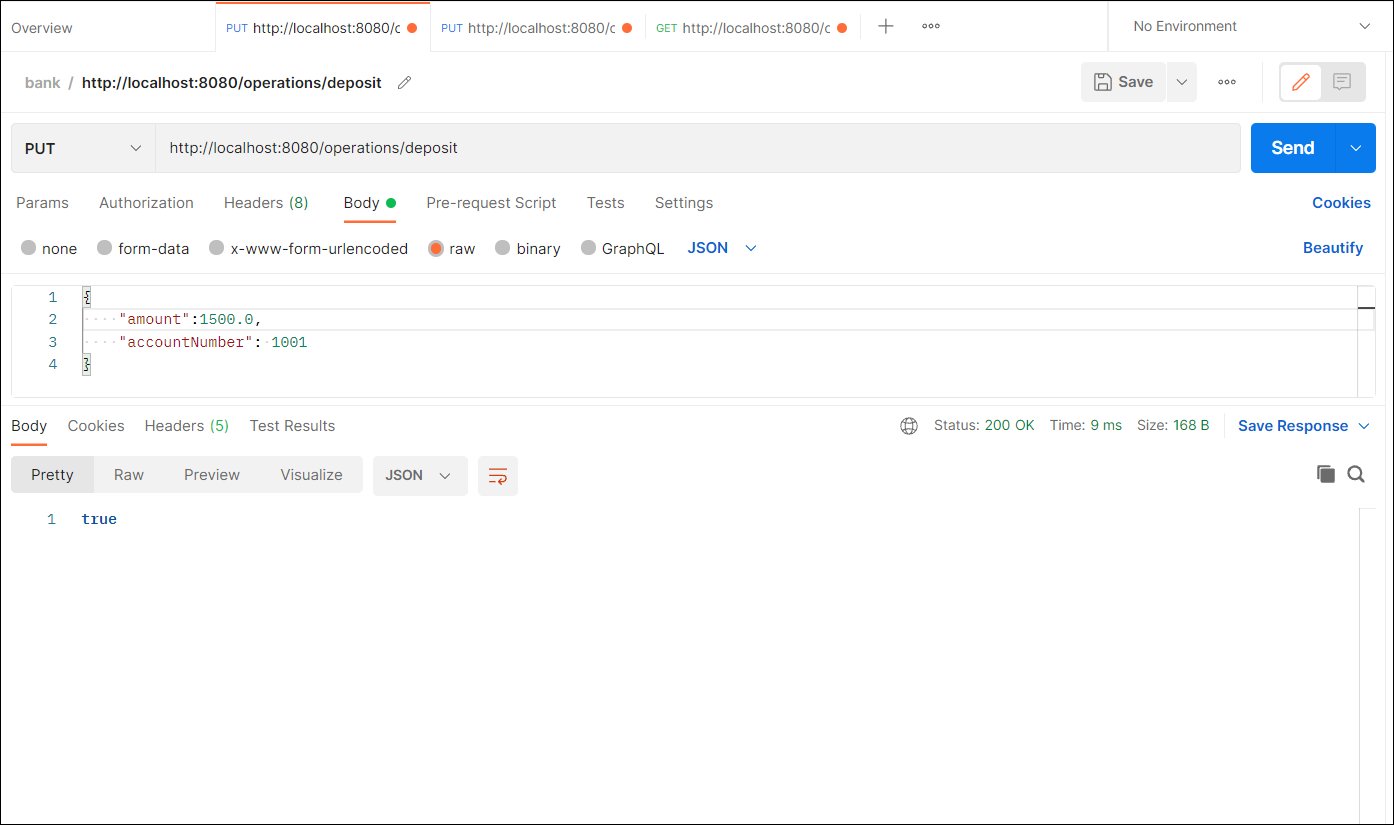 Overview PUT http://localhost:8080/c PUT http://localhost:8080/c GET http://localhost:8080/c No Environment
bank / http://localhost:8080/operations/deposit Save
PUT http://localhost:8080/operations/deposit Send
Params Authorization Headers (8) Body Pre-request Script Tests Settings Cookies
none form-data x-www-form-urlencoded raw binary GraphQL JSON Beautify
1 {
2 "amount":1500.0,
3 "accountNumber": 1001
4 }
Body Cookies Headers (5) Test Results Status: 200 OK Time: 9 ms Size: 168 B Save Response
Pretty Raw Preview Visualize JSON
1 true